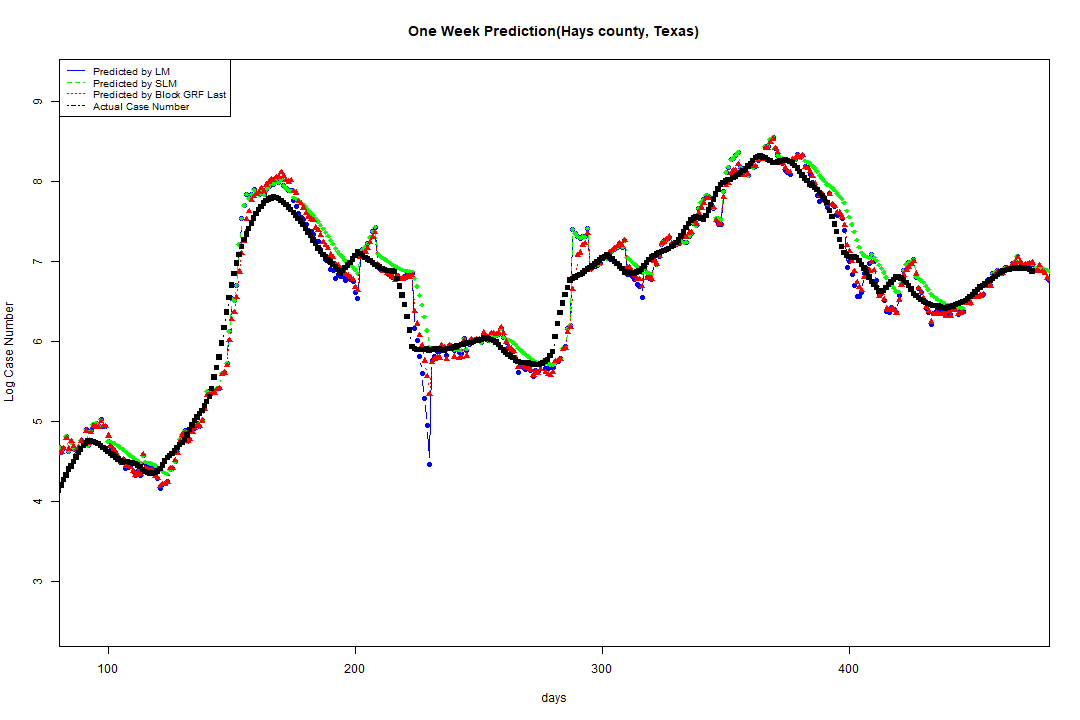 One Week Prediction(Hays county, Texas)
Predicted by LM
Predicted by SLM
Predicted by Block GRF Last
Actual Case Number
9
8
7
6
5
4
3
Log Case Number
100 200 300 400
days